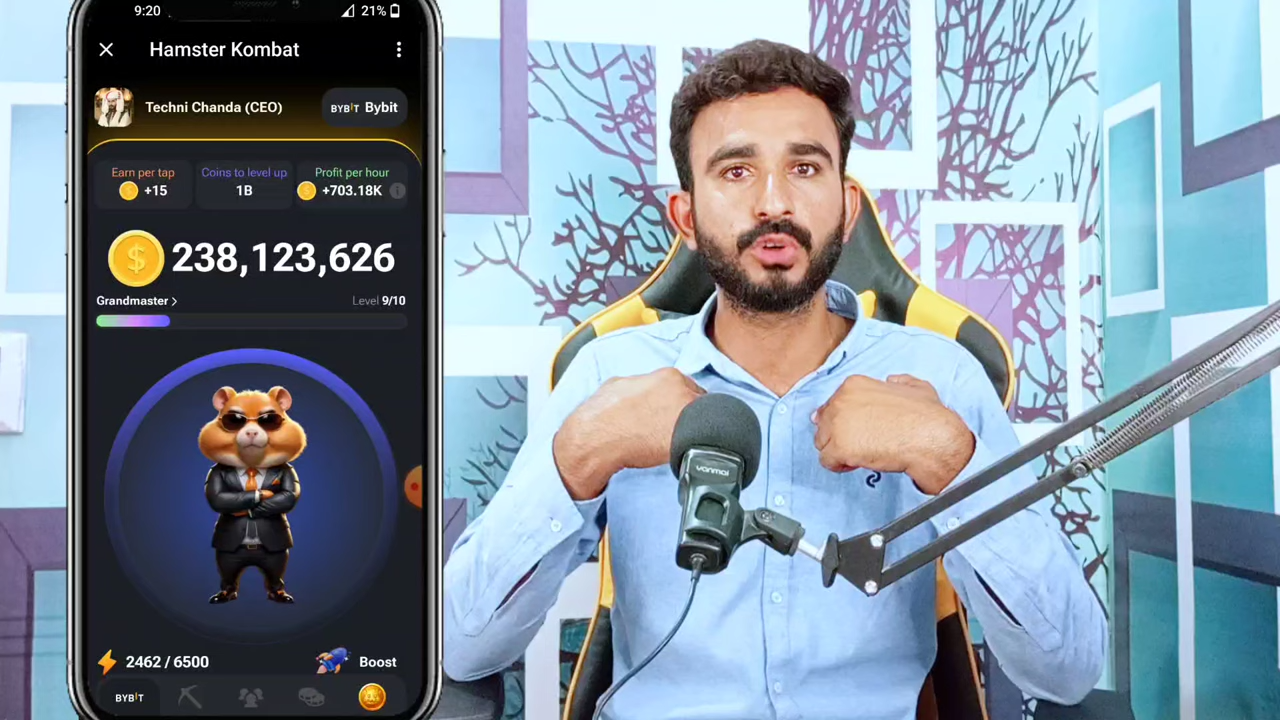 9:20 21%
Hamster Kombat
Techni Chanda (CEO) BYBIT Bybit
Earn per tap Coins to level up Profit per hour
+15 1B +703.18K
$ 238,123,626
Grandmaster > Level 9/10
2462 / 6500 Boost
BYBIT
vanmai